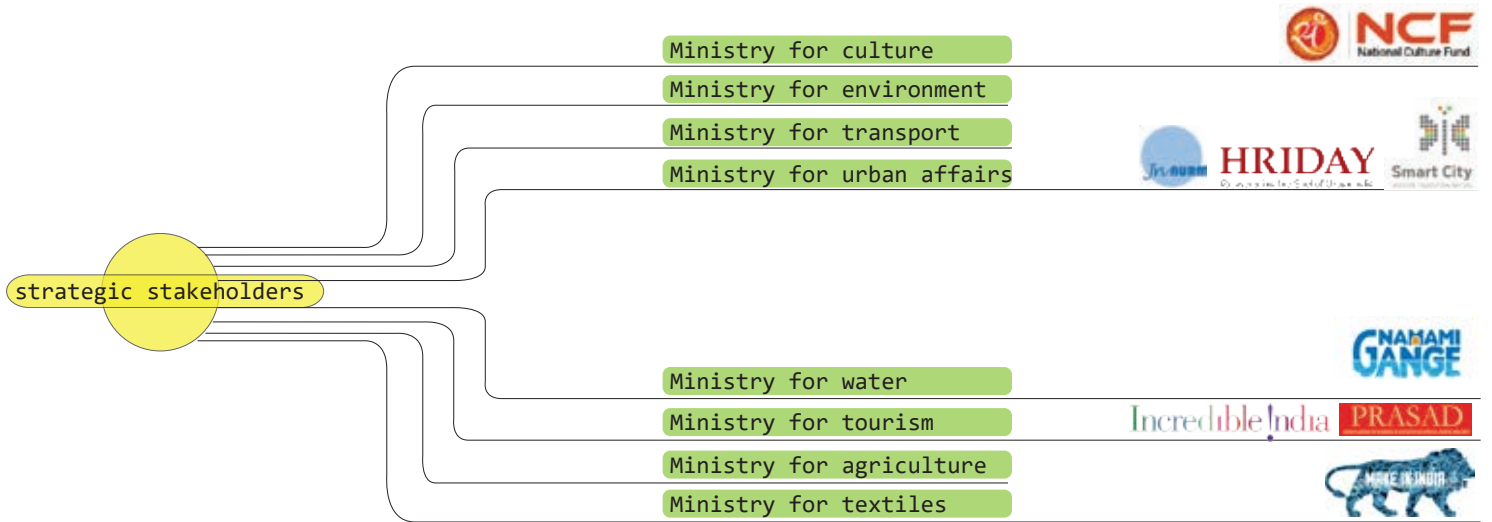 NCF
National Culture Fund
Ministry for culture
Ministry for environment
Ministry for transport
Ministry for urban affairs
HRIDAY
Smart City
strategic stakeholders
NAMAMI
GANGE
Ministry for water
Ministry for tourism
Incredible !ndia PRASAD
Ministry for agriculture
MAKE IN INDIA
Ministry for textiles